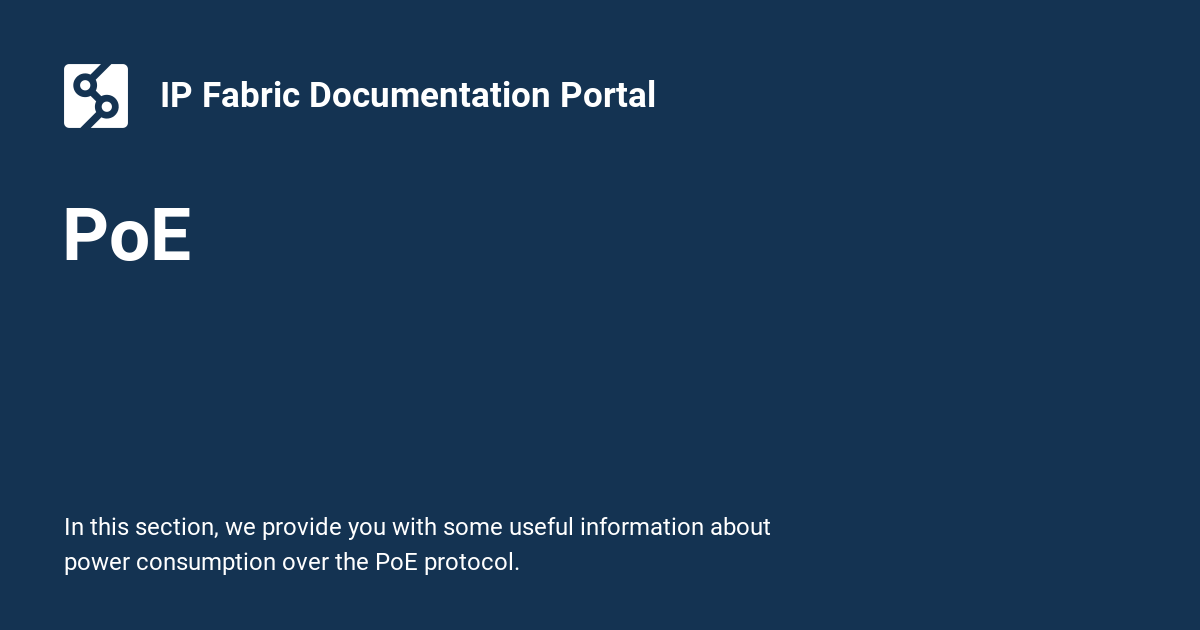 IP Fabric Documentation Portal
PoE
In this section, we provide you with some useful information about
power consumption over the PoE protocol.